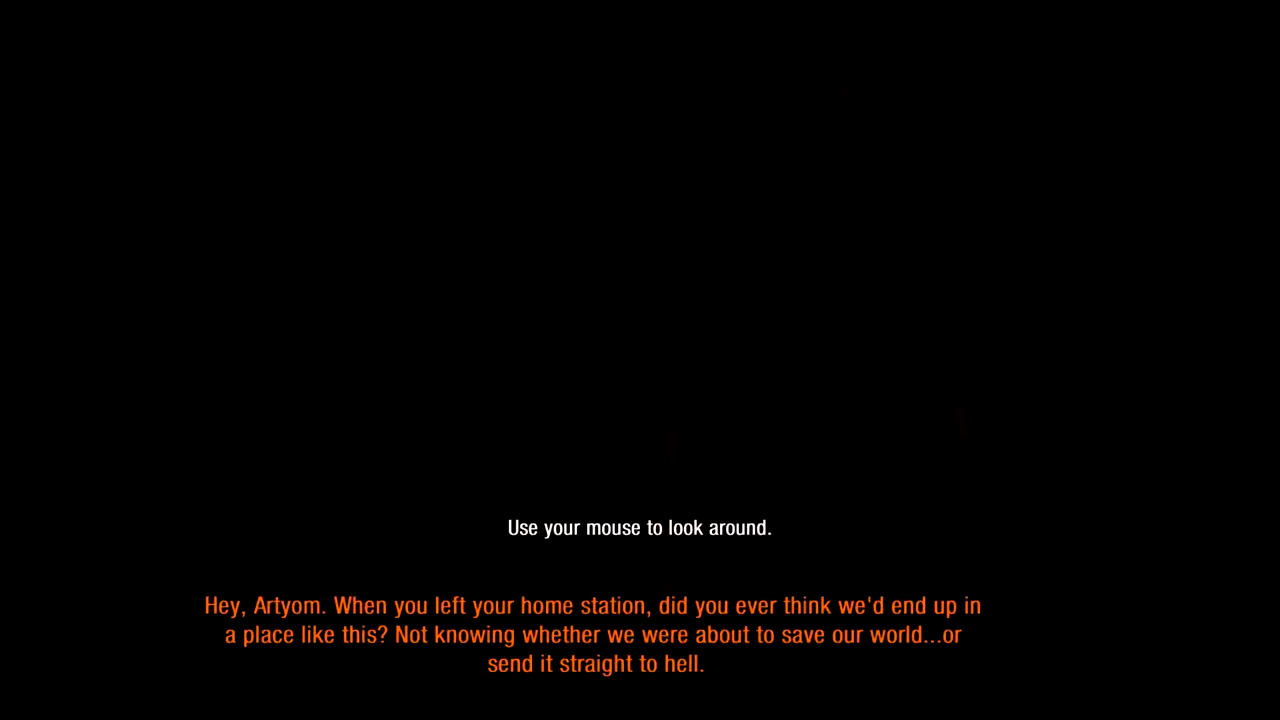 Use your mouse to look around.
Hey, Artyom. When you left your home station, did you ever think we'd end up in
a place like this? Not knowing whether we were about to save our world...or
send it straight to hell.